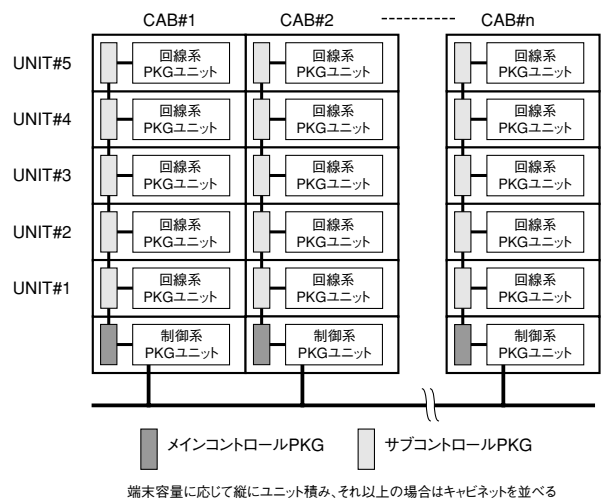 CAB#1 CAB#2 CAB#n
UNIT#5
回線系
PKGユニット
回線系
PKGユニット
回線系
PKGユニット
UNIT#4
回線系
PKGユニット
回線系
PKGユニット
回線系
PKGユニット
UNIT#3
回線系
PKGユニット
回線系
PKGユニット
回線系
PKGユニット
UNIT#2
回線系
PKGユニット
回線系
PKGユニット
回線系
PKGユニット
UNIT#1
回線系
PKGユニット
回線系
PKGユニット
回線系
PKGユニット
制御系
PKGユニット
制御系
PKGユニット
制御系
PKGユニット
メインコントロールPKG サブコントロールPKG
端末容量に応じて縦にユニット積み、それ以上の場合はキャビネットを並べる